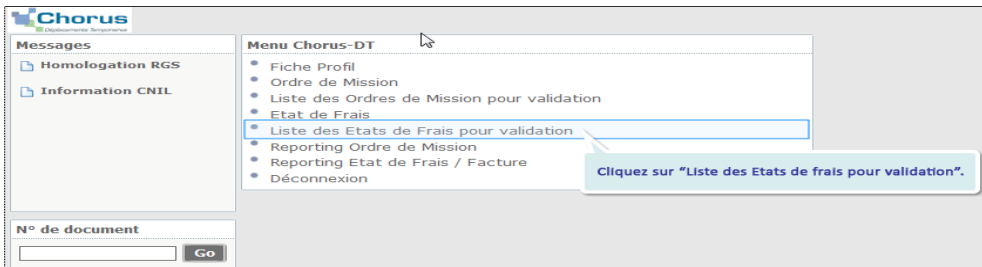 Chorus
Déplacements Temporaires
Messages
Homologation RGS
Information CNIL
Menu Chorus-DT
Fiche Profil
Ordre de Mission
Liste des Ordres de Mission pour validation
Etat de Frais
Liste des Etats de Frais pour validation
Reporting Ordre de Mission
Reporting Etat de Frais / Facture
Déconnexion
Cliquez sur “Liste des Etats de frais pour validation”.
N° de document
Go